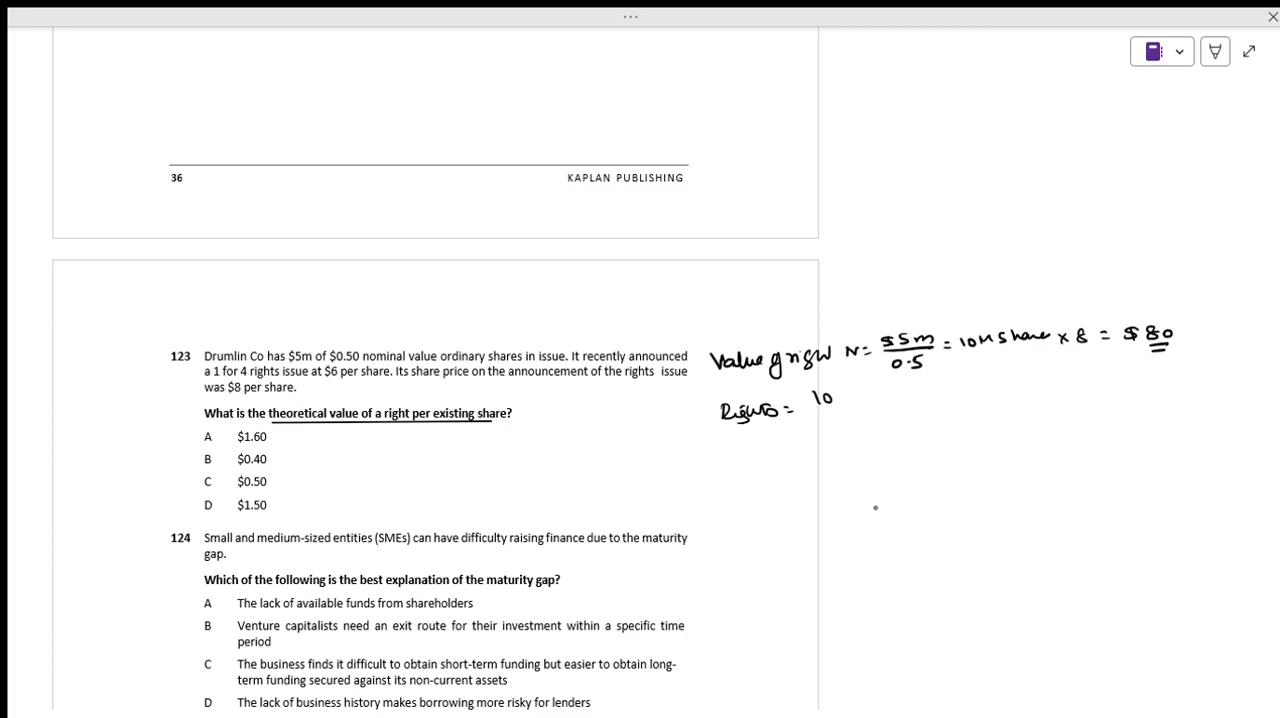 36
KAPLAN PUBLISHING
123 Drumlin Co has $5m of $0.50 nominal value ordinary shares in issue. It recently announced
a 1 for 4 rights issue at $6 per share. Its share price on the announcement of the rights issue
was $8 per share.
What is the theoretical value of a right per existing share?
A $1.60
B $0.40
C $0.50
D $1.50
Value of right N = $5m / 0.5 = 10M share × 8 = $80
Rights = 10
124 Small and medium-sized entities (SMEs) can have difficulty raising finance due to the maturity
gap.
Which of the following is the best explanation of the maturity gap?
A The lack of available funds from shareholders
B Venture capitalists need an exit route for their investment within a specific time
period
C The business finds it difficult to obtain short-term funding but easier to obtain long-
term funding secured against its non-current assets
D The lack of business history makes borrowing more risky for lenders